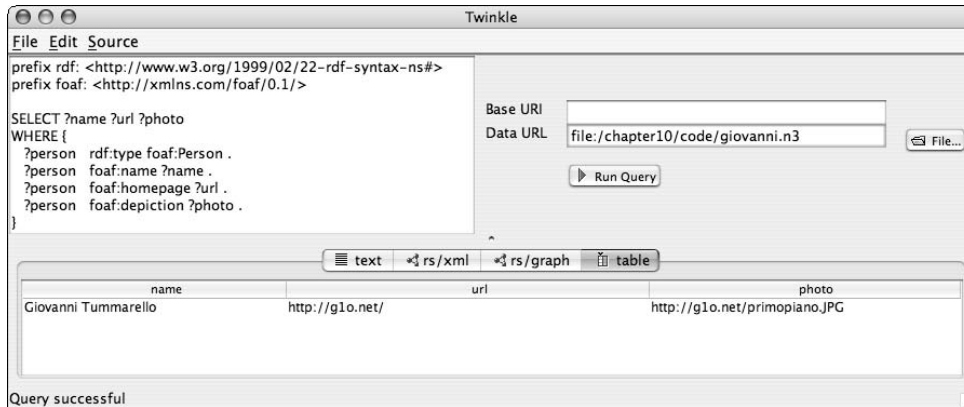 Twinkle
File Edit Source
prefix rdf: <http://www.w3.org/1999/02/22-rdf-syntax-ns#>
prefix foaf: <http://xmlns.com/foaf/0.1/>
SELECT ?name ?url ?photo
WHERE {
?person rdf:type foaf:Person .
?person foaf:name ?name .
?person foaf:homepage ?url .
?person foaf:depiction ?photo .
}
Base URI
Data URL file:/chapter10/code/giovanni.n3 File...
Run Query
text rs/xml rs/graph table
name url photo
Giovanni Tummarello http://g1o.net/ http://g1o.net/primopiano.JPG
Query successful